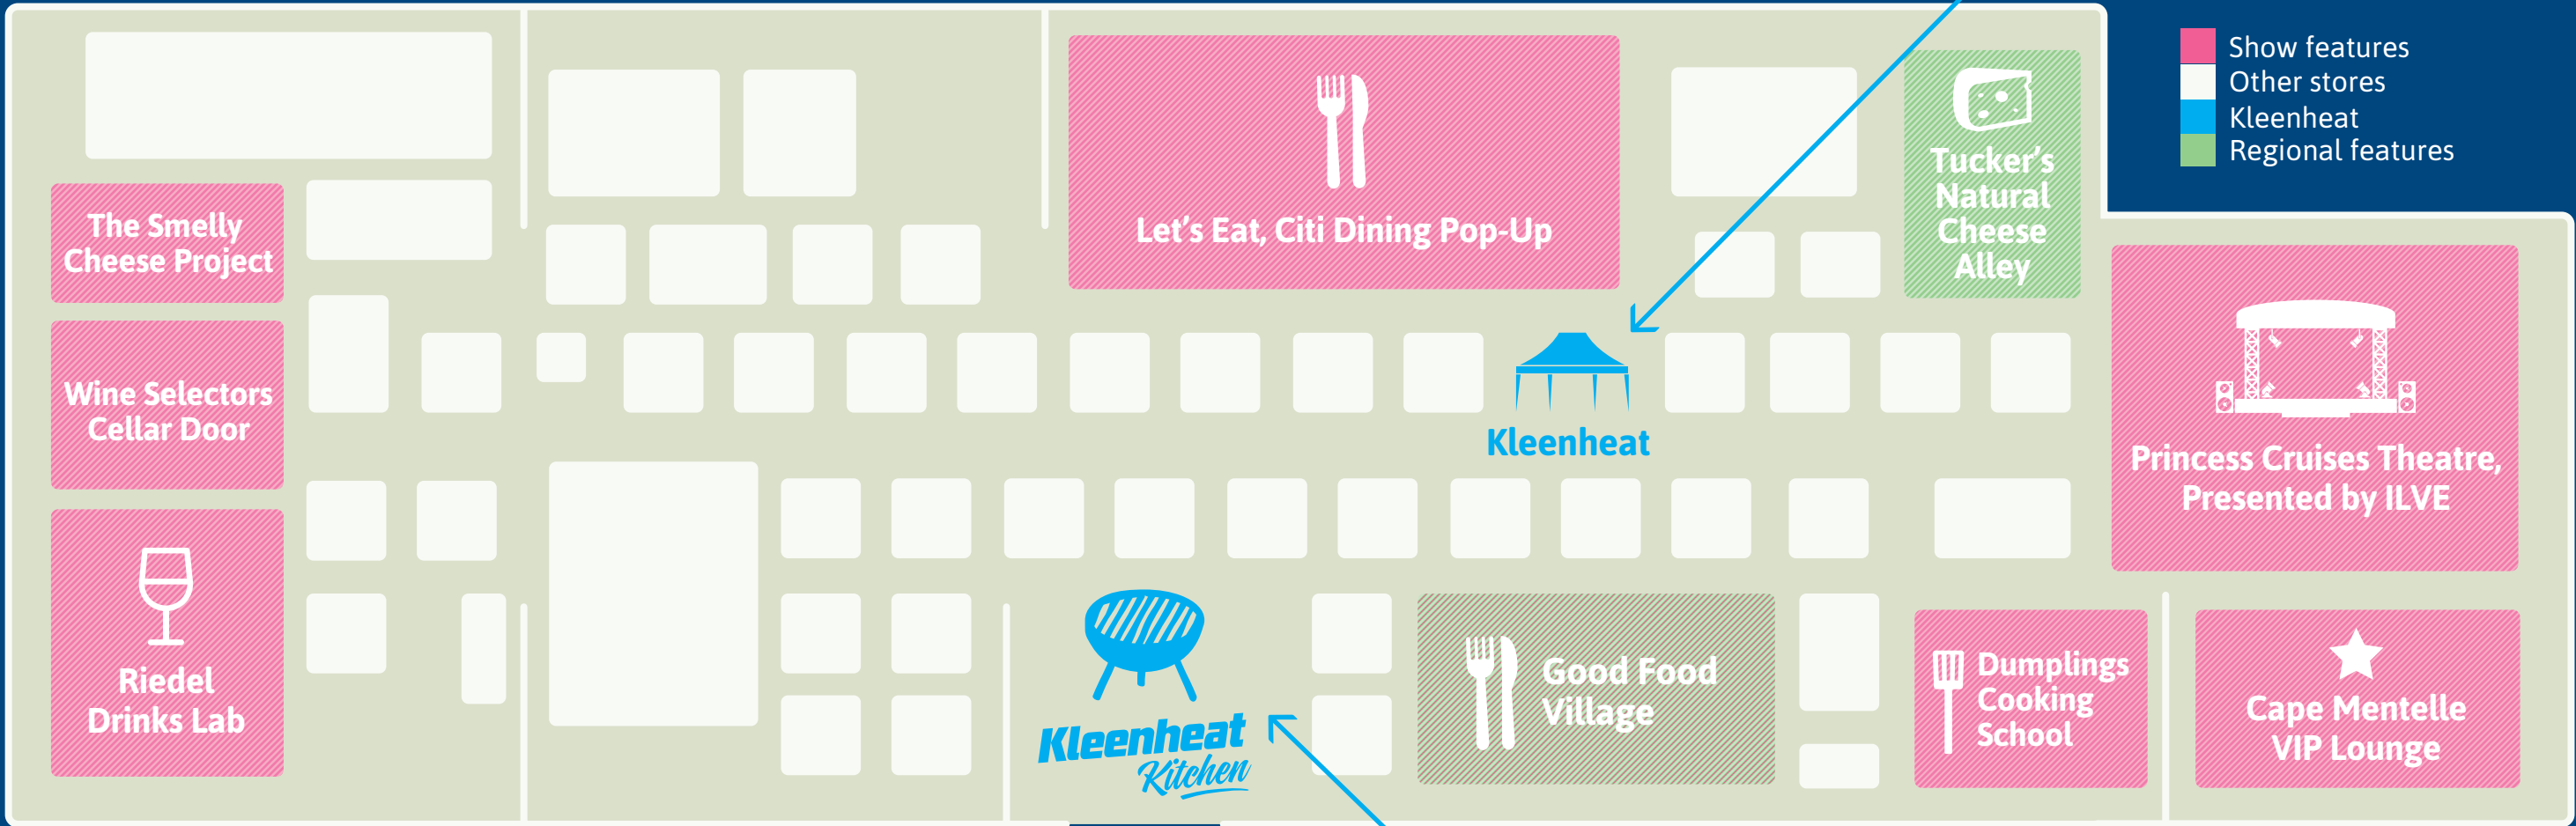 Show features
Other stores
Kleenheat
Regional features
Let's Eat, Citi Dining Pop-Up
Tucker's
Natural
Cheese
Alley
The Smelly
Cheese Project
Wine Selectors
Cellar Door
Kleenheat
Princess Cruises Theatre,
Presented by ILVE
Riedel
Drinks Lab
Kleenheat
Kitchen
Good Food
Village
Dumplings
Cooking
School
Cape Mentelle
VIP Lounge